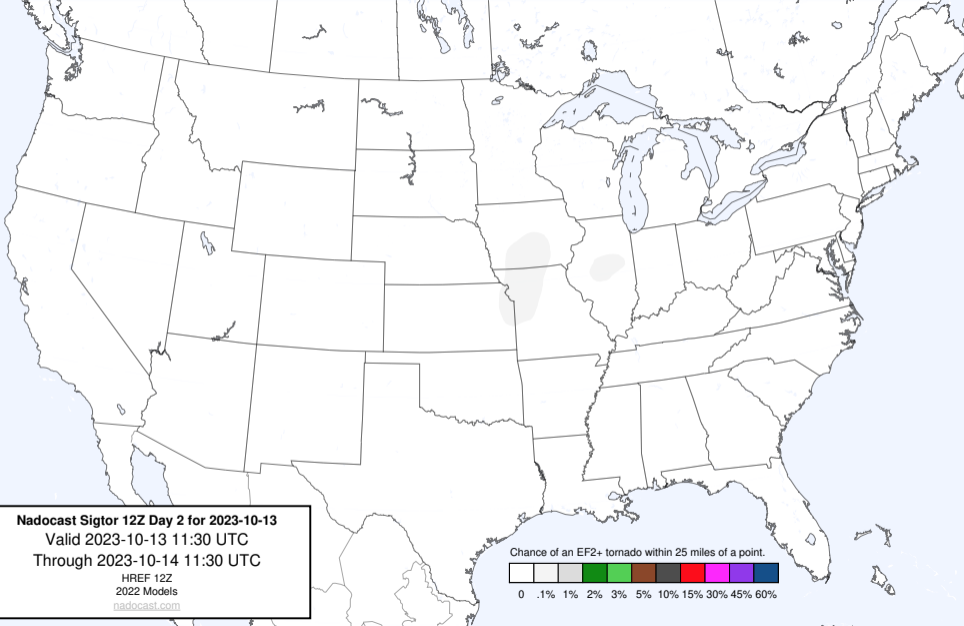 Nadocast Sigtor 12Z Day 2 for 2023-10-13
Valid 2023-10-13 11:30 UTC
Through 2023-10-14 11:30 UTC
HREF 12Z
2022 Models
nadocast.com
Chance of an EF2+ tornado within 25 miles of a point.
0 .1% 1% 2% 3% 5% 10% 15% 30% 45% 60%